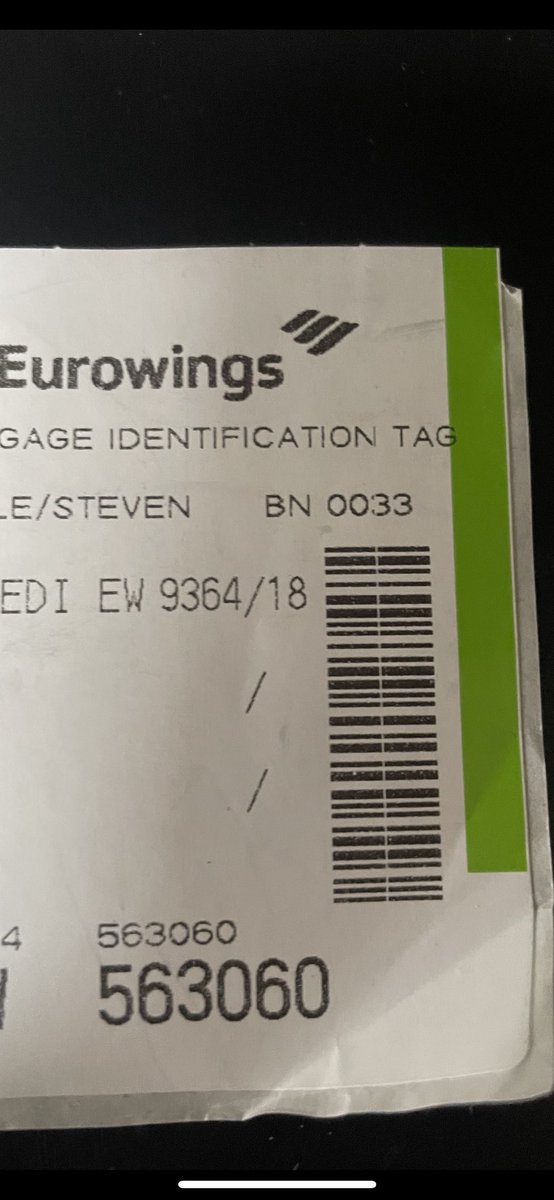 Eurowings
GAGE IDENTIFICATION TAG
LE/STEVEN BN 0033
EDI EW 9364/18
/
/
4 563060
563060